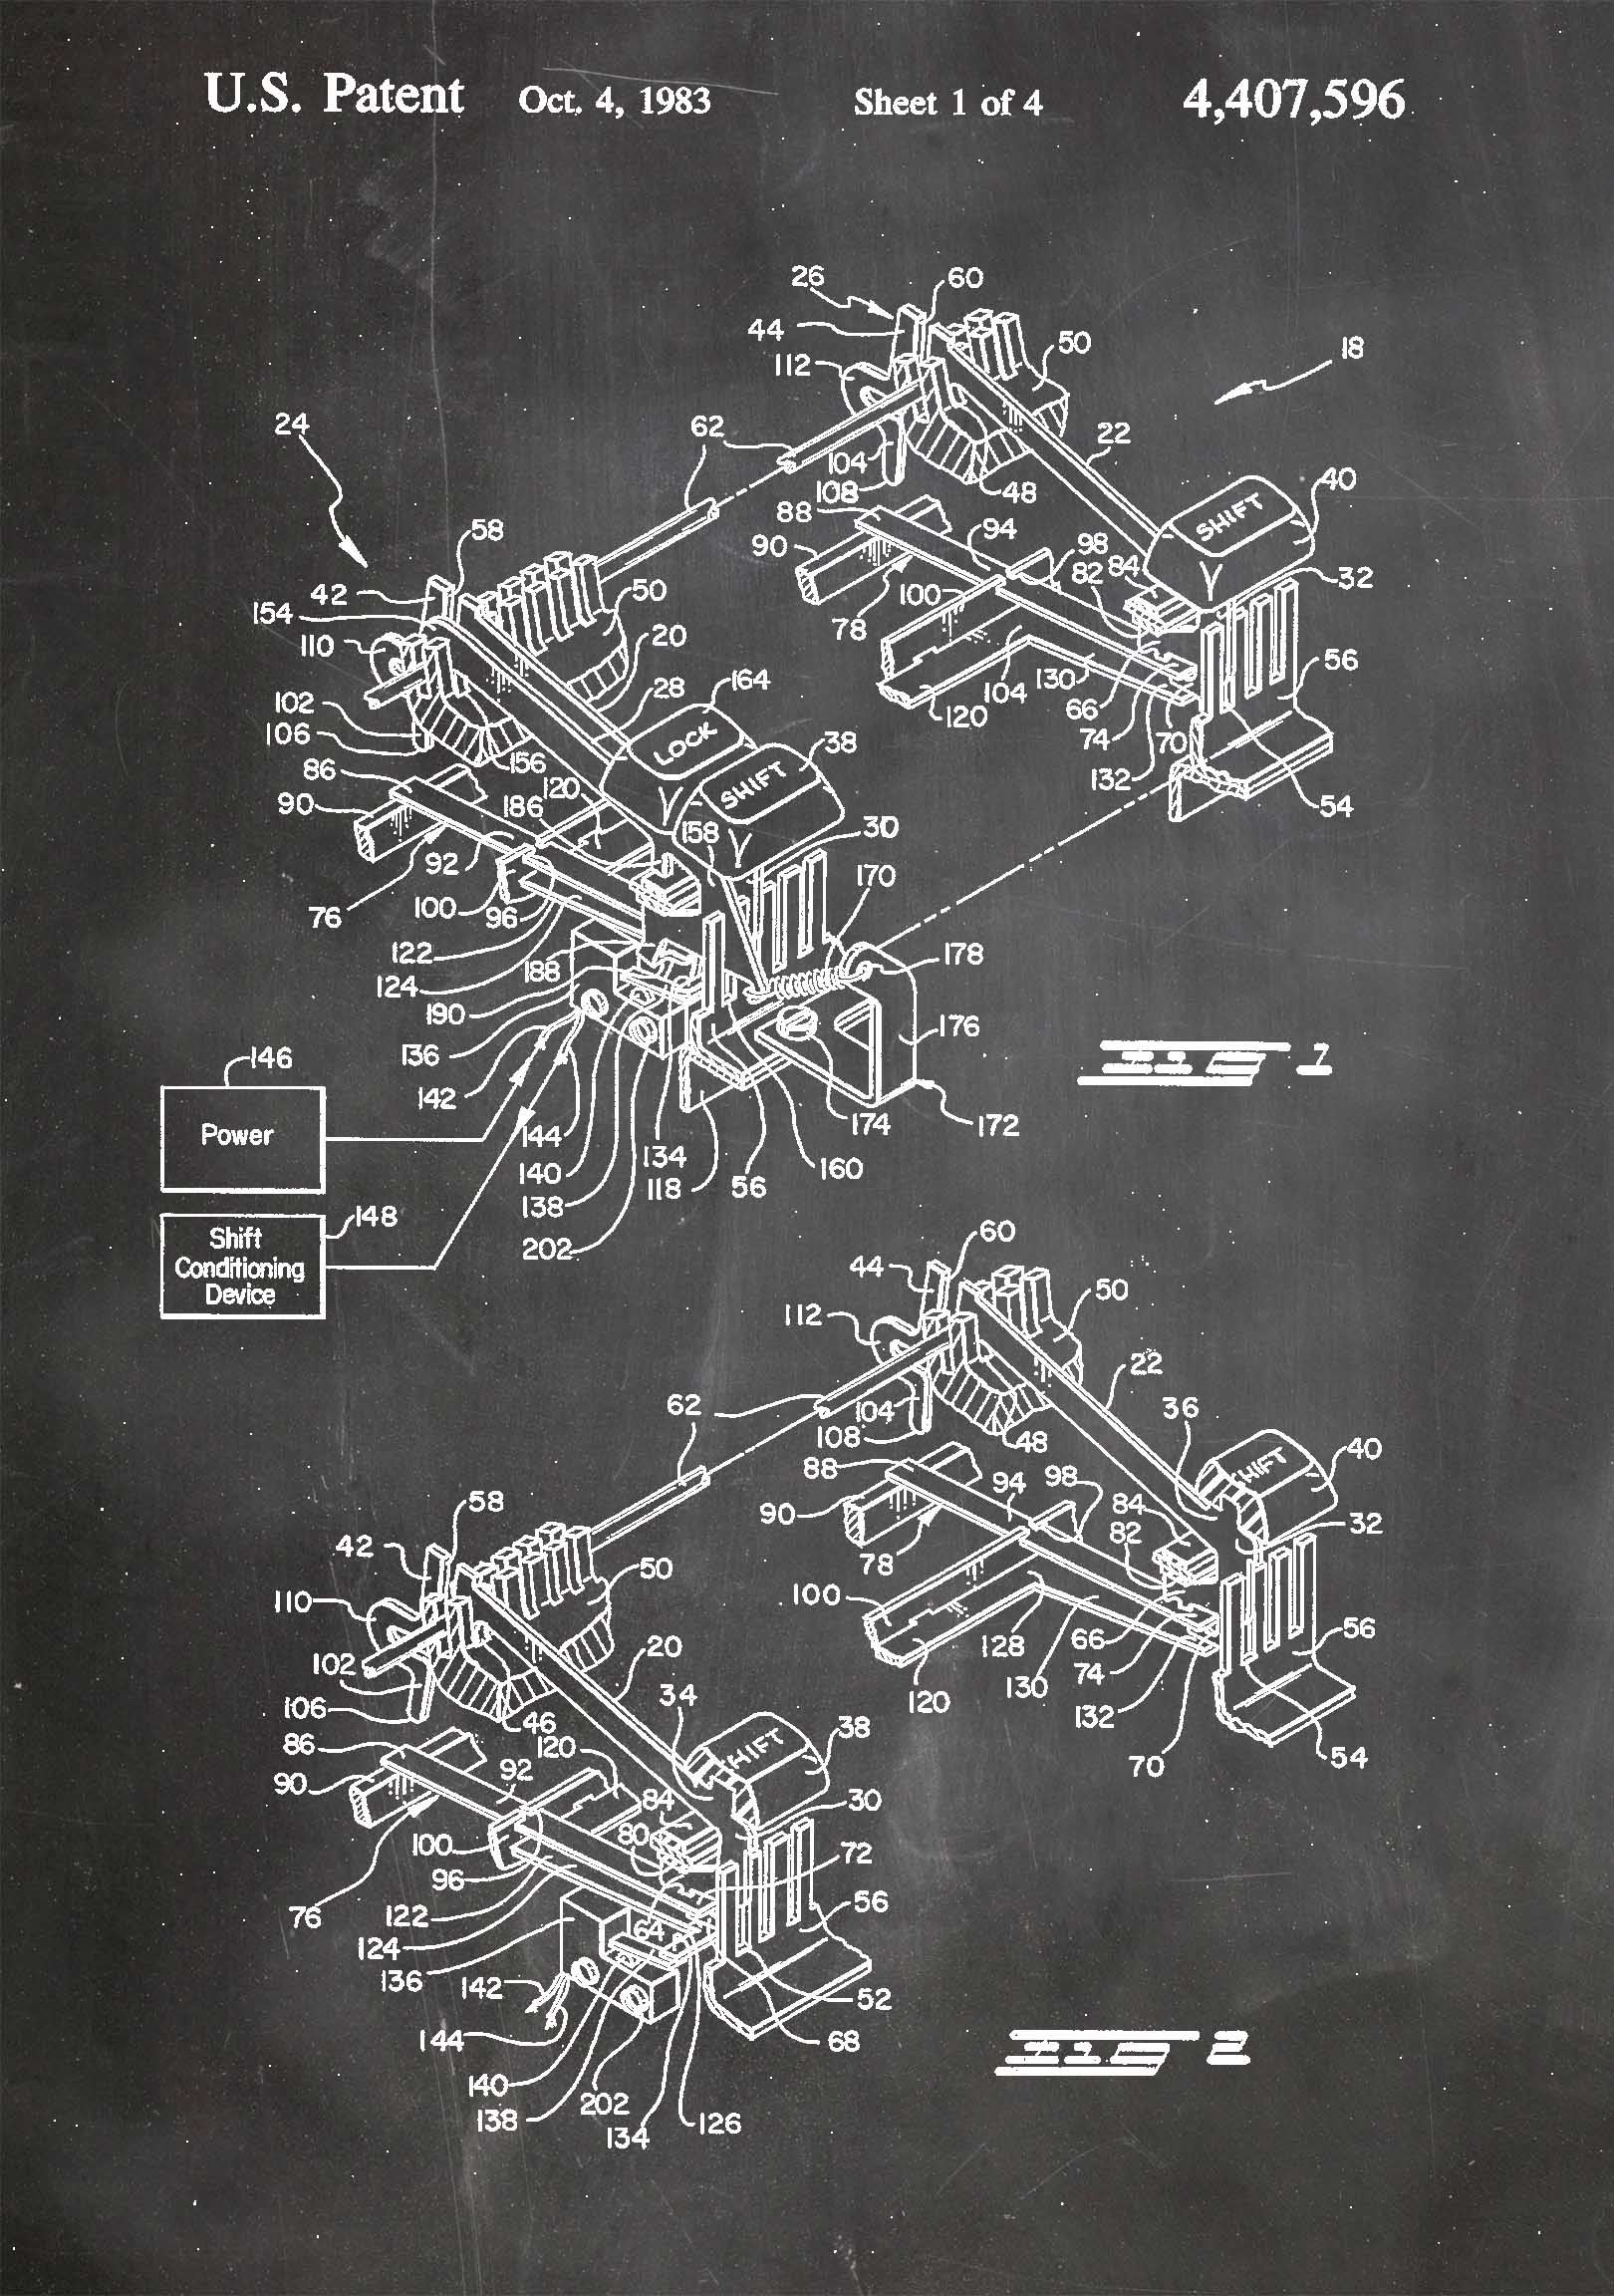 U.S. Patent Oct. 4, 1983 Sheet 1 of 4 4,407,596
26 60
44
112 50 18
24 62 22
104
108 48 40
88 SHIFT
58 90 94 98 84
42 82 32
154 50 100
110 20 78 56
28 164 104 130 66
102 120 74 70
106 LOCK 38 132
156 SHIFT 54
86 120
90 186 158 30
92 170
76 100 96
122 178
124 188
190 176
136
146 142
Power 144 174 172
140 134 160
138 118 56
148 202
Shift
Conditioning
Device
FIG 1
60
44
112 50
22
62 104 36
108 48 SHIFT 40
88 94 98
58 90 84
42 82 32
50 78
110 100
20 128 66 56
102 34 74
106 46 120 130 132
86 120 SHIFT 38 70 54
90 92
84 30
100 80
96 72
76 122 56
124 64
136
142 52
144 68
140 202
138 134 126
FIG 2